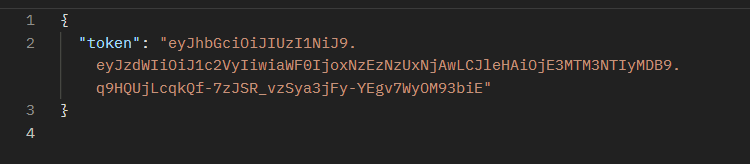 1 {
2 "token": "eyJhbGciOiJIUzI1NiJ9.
eyJzdWIiOiJ1c2VyIiwiaWF0IjoxNzEzNzUxNjAwLCJleHAiOjE3MTM3NTIyMDB9.
q9HQUjLcqkQf-7zJSR_vzSya3jFy-YEgv7WyOM93biE"
3 }
4